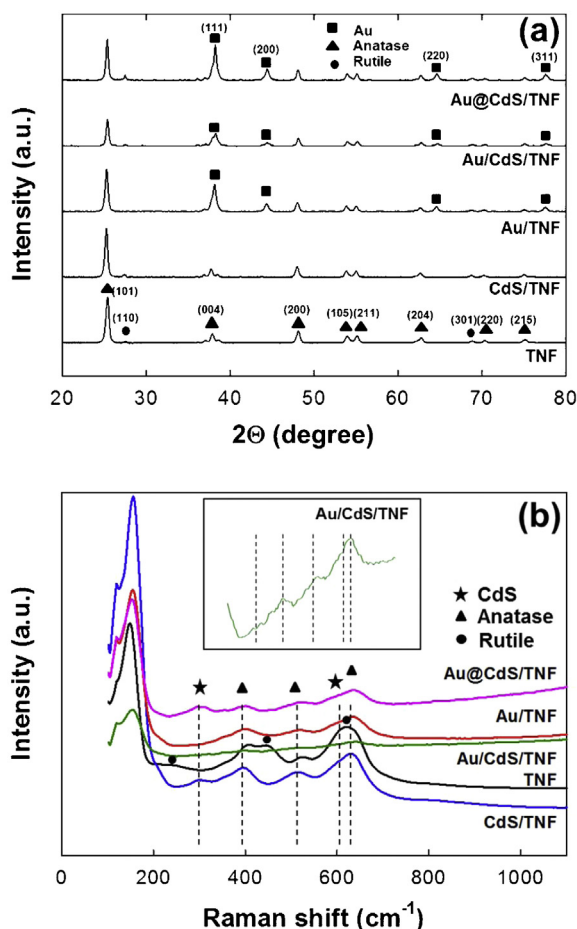 (a)
Intensity (a.u.)
(111)
(200)
(220)
(311)
■ Au
▲ Anatase
● Rutile
Au@CdS/TNF
Au/CdS/TNF
Au/TNF
CdS/TNF
(101)
(110)
(004)
(200)
(105)(211)
(204)
(301)(220)
(215)
TNF
20 30 40 50 60 70 80
2Θ (degree)
(b)
Intensity (a.u.)
Au/CdS/TNF
★ CdS
▲ Anatase
● Rutile
Au@CdS/TNF
Au/TNF
Au/CdS/TNF
TNF
CdS/TNF
0 200 400 600 800 1000
Raman shift (cm⁻¹)